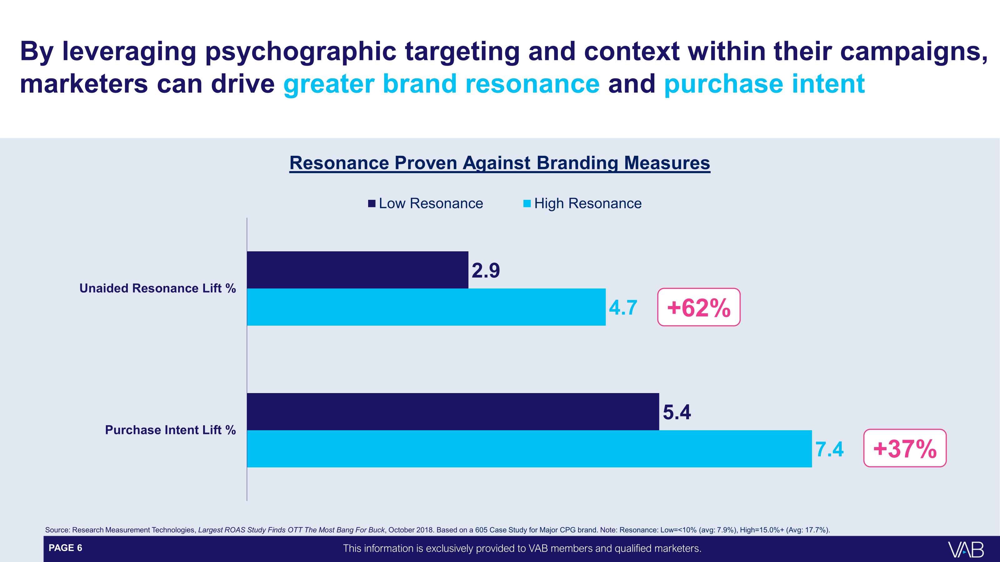 By leveraging psychographic targeting and context within their campaigns,
marketers can drive greater brand resonance and purchase intent
Resonance Proven Against Branding Measures
Low Resonance
High Resonance
Unaided Resonance Lift %
2.9
4.7
+62%
Purchase Intent Lift %
5.4
7.4
+37%
Source: Research Measurement Technologies, Largest ROAS Study Finds OTT The Most Bang For Buck, October 2018. Based on a 605 Case Study for Major CPG brand. Note: Resonance: Low=<10% (avg: 7.9%), High=15.0%+ (Avg: 17.7%).
PAGE 6
This information is exclusively provided to VAB members and qualified marketers.
VAB